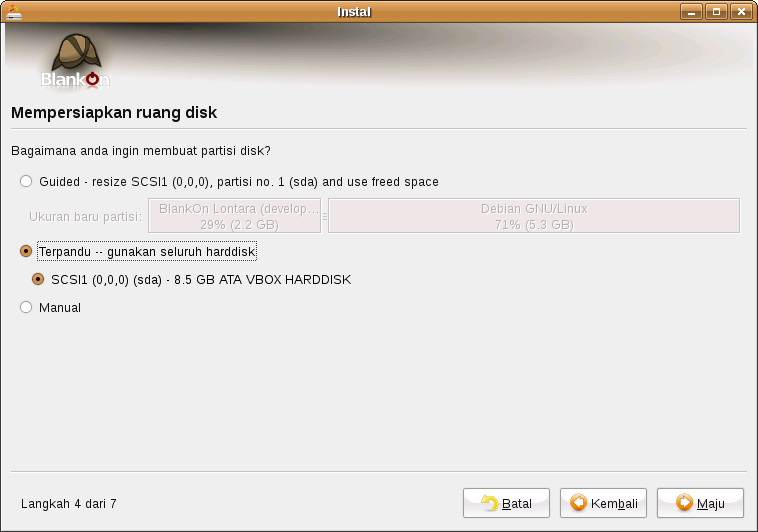 Instal
BlankOn
Mempersiapkan ruang disk
Bagaimana anda ingin membuat partisi disk?
Guided - resize SCSI1 (0,0,0), partisi no. 1 (sda) and use freed space
Ukuran baru partisi:
BlankOn Lontara (develop...
29% (2.2 GB)
Debian GNU/Linux
71% (5.3 GB)
Terpandu -- gunakan seluruh harddisk
SCSI1 (0,0,0) (sda) - 8.5 GB ATA VBOX HARDDISK
Manual
Langkah 4 dari 7
Batal
Kembali
Maju